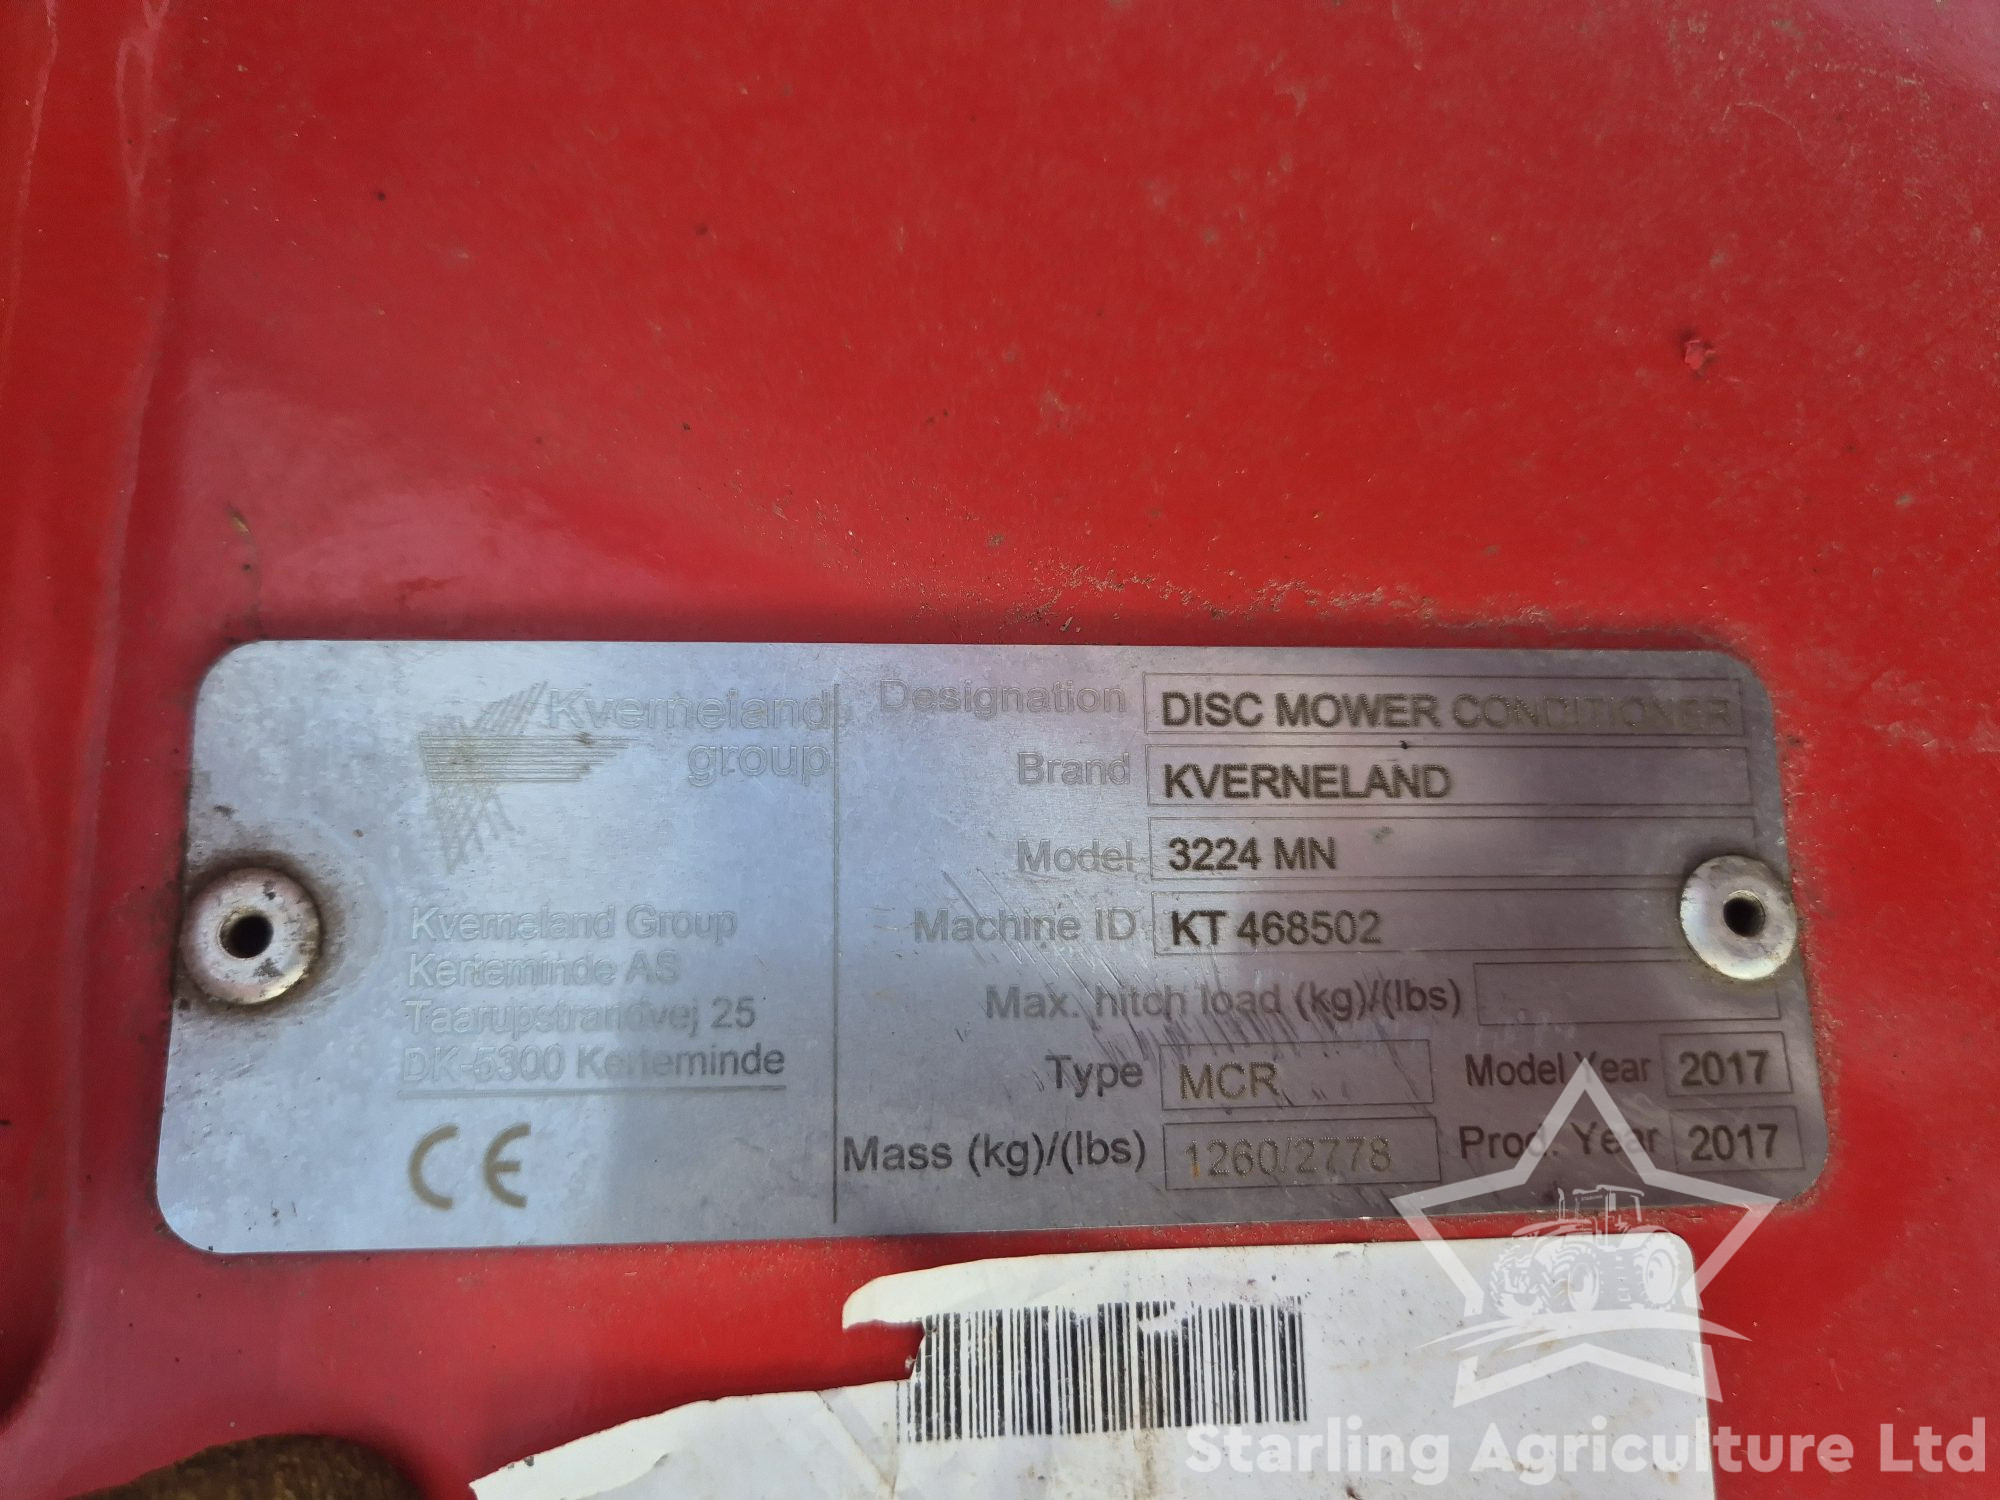 Kverneland
group
Kverneland Group
Kerteminde AS
Taarupstrandvej 25
DK-5300 Kerteminde
CE
Designation DISC MOWER CONDITIONER
Brand KVERNELAND
Model 3224 MN
Machine ID KT 468502
Max. hitch load (kg)/(lbs)
Type MCR Model Year 2017
Mass (kg)/(lbs) 1260/2778 Prod. Year 2017
Starling Agriculture Ltd